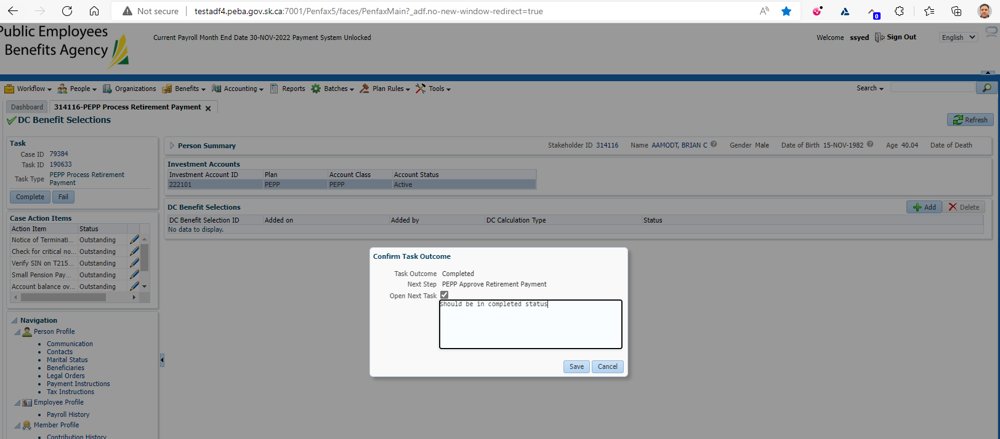 Not secure testadf4.peba.gov.sk.ca:7001/Penfax5/faces/PenfaxMain?_adf.no-new-window-redirect=true
0
Public Employees
Benefits Agency
Current Payroll Month End Date 30-NOV-2022 Payment System Unlocked
Welcome ssyed Sign Out English
Workflow People Organizations Benefits Accounting Reports Batches Plan Rules Tools Search
Dashboard 314116-PEPP Process Retirement Payment
DC Benefit Selections
Refresh
Task
Case ID 79384
Task ID 190633
Task Type PEPP Process Retirement
Payment
Complete Fail
Case Action Items
Action Item Status
Notice of Terminati... Outstanding
Check for critical no... Outstanding
Verify SIN on T215... Outstanding
Small Pension Pay... Outstanding
Account balance ov... Outstanding
Navigation
Person Profile
Communication
Contacts
Marital Status
Beneficiaries
Legal Orders
Payment Instructions
Tax Instructions
Employee Profile
Payroll History
Member Profile
Contribution History
Person Summary Stakeholder ID 314116 Name AAMODT, BRIAN C Gender Male Date of Birth 15-NOV-1982 Age 40.04 Date of Death
Investment Accounts
Investment Account ID Plan Account Class Account Status
222101 PEPP PEPP Active
DC Benefit Selections
Add Delete
DC Benefit Selection ID Added on Added by DC Calculation Type Status
No data to display.
Confirm Task Outcome
Task Outcome Completed
Next Step PEPP Approve Retirement Payment
Open Next Task
Should be in completed status
Save Cancel